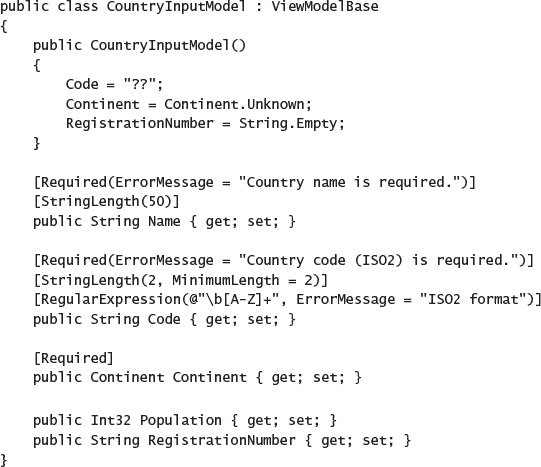 public class CountryInputModel : ViewModelBase
{
    public CountryInputModel()
    {
        Code = "??";
        Continent = Continent.Unknown;
        RegistrationNumber = String.Empty;
    }

    [Required(ErrorMessage = "Country name is required.")]
    [StringLength(50)]
    public String Name { get; set; }

    [Required(ErrorMessage = "Country code (ISO2) is required.")]
    [StringLength(2, MinimumLength = 2)]
    [RegularExpression(@"\b[A-Z]+", ErrorMessage = "ISO2 format")]
    public String Code { get; set; }

    [Required]
    public Continent Continent { get; set; }

    public Int32 Population { get; set; }
    public String RegistrationNumber { get; set; }
}